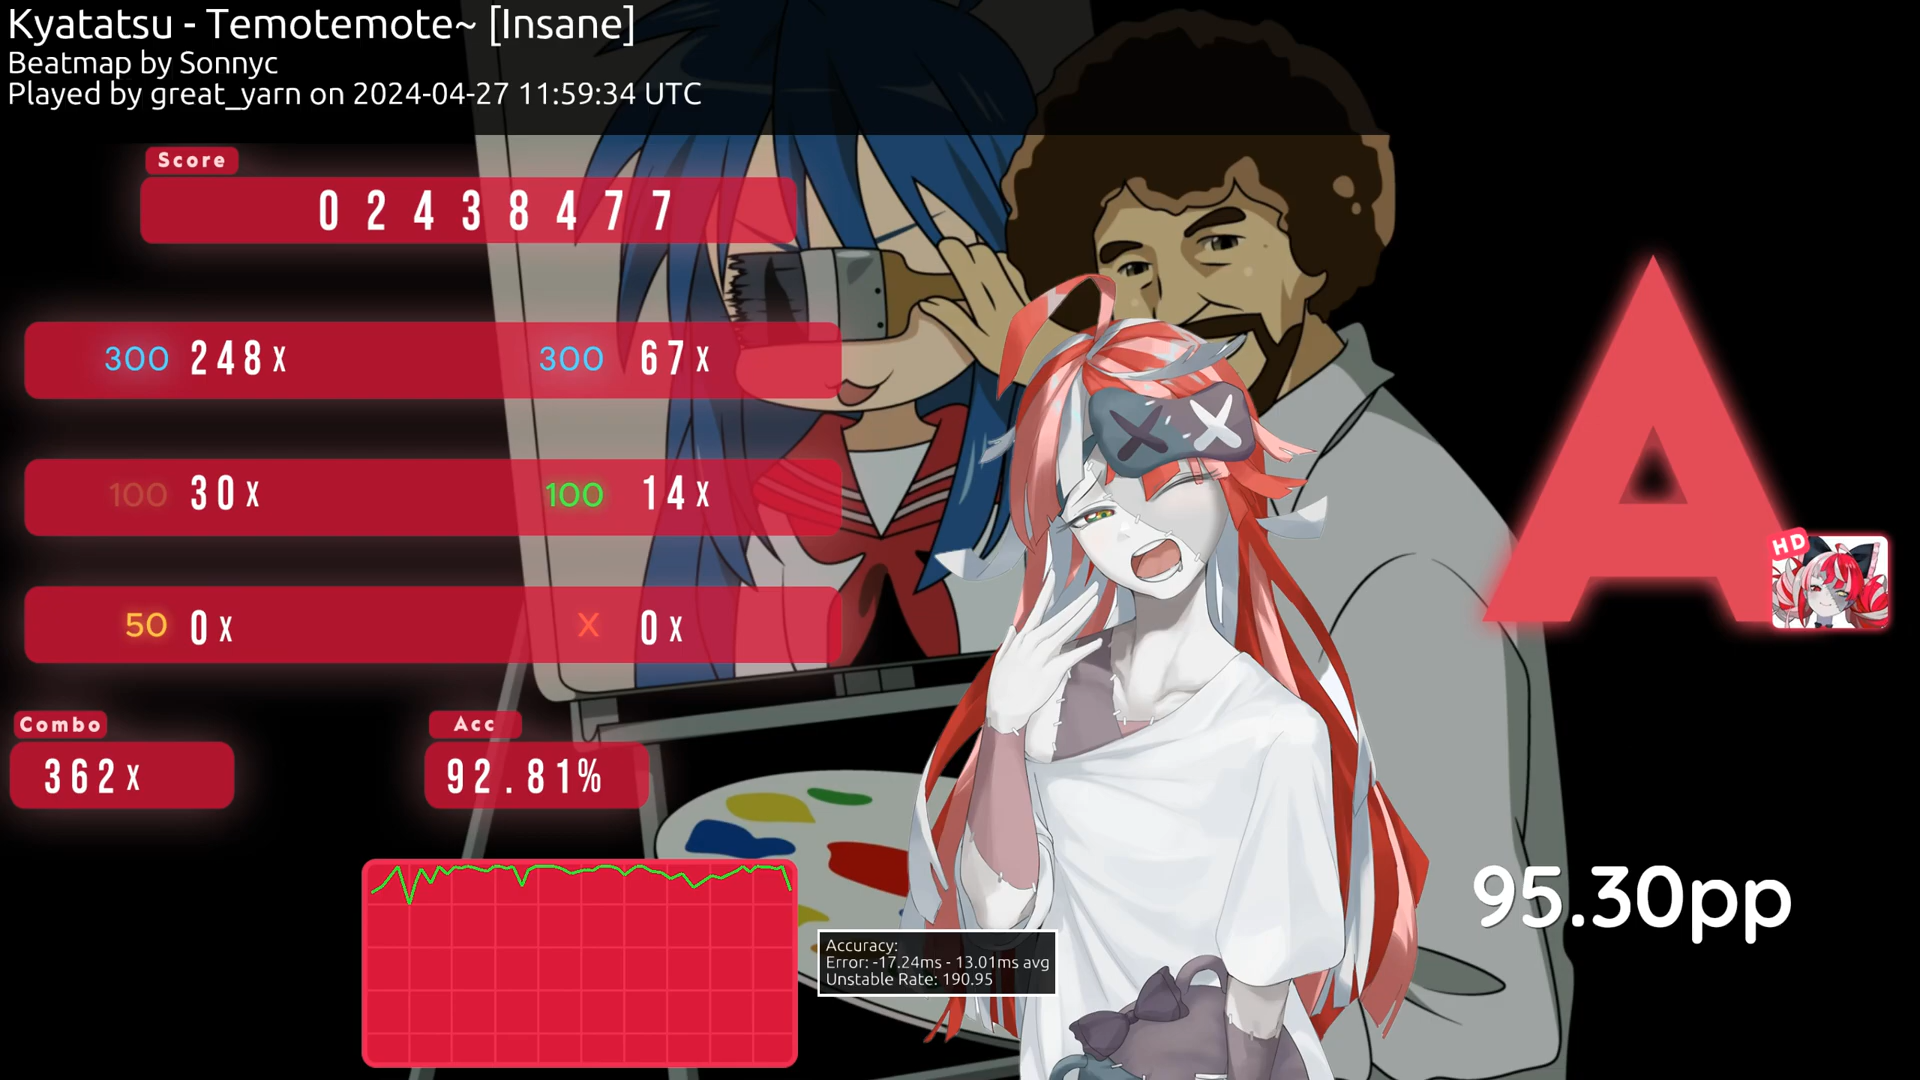 Kyatatsu - Temotemote~ [Insane]
Beatmap by Sonnyc
Played by great_yarn on 2024-04-27 11:59:34 UTC
Score
02438477
300 248x 300 67x
100 30x 100 14x
50 0x X 0x
HD
Combo
362x
Acc
92.81%
95.30pp
Accuracy:
Error: -17.24ms - 13.01ms avg
Unstable Rate: 190.95
A